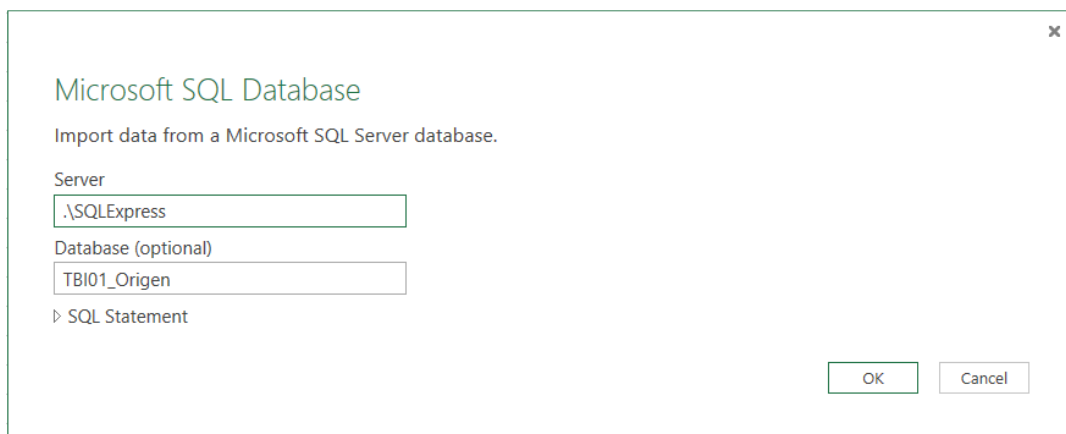 Microsoft SQL Database
Import data from a Microsoft SQL Server database.
Server
.\SQLExpress
Database (optional)
TBI01_Origen
SQL Statement
OK Cancel